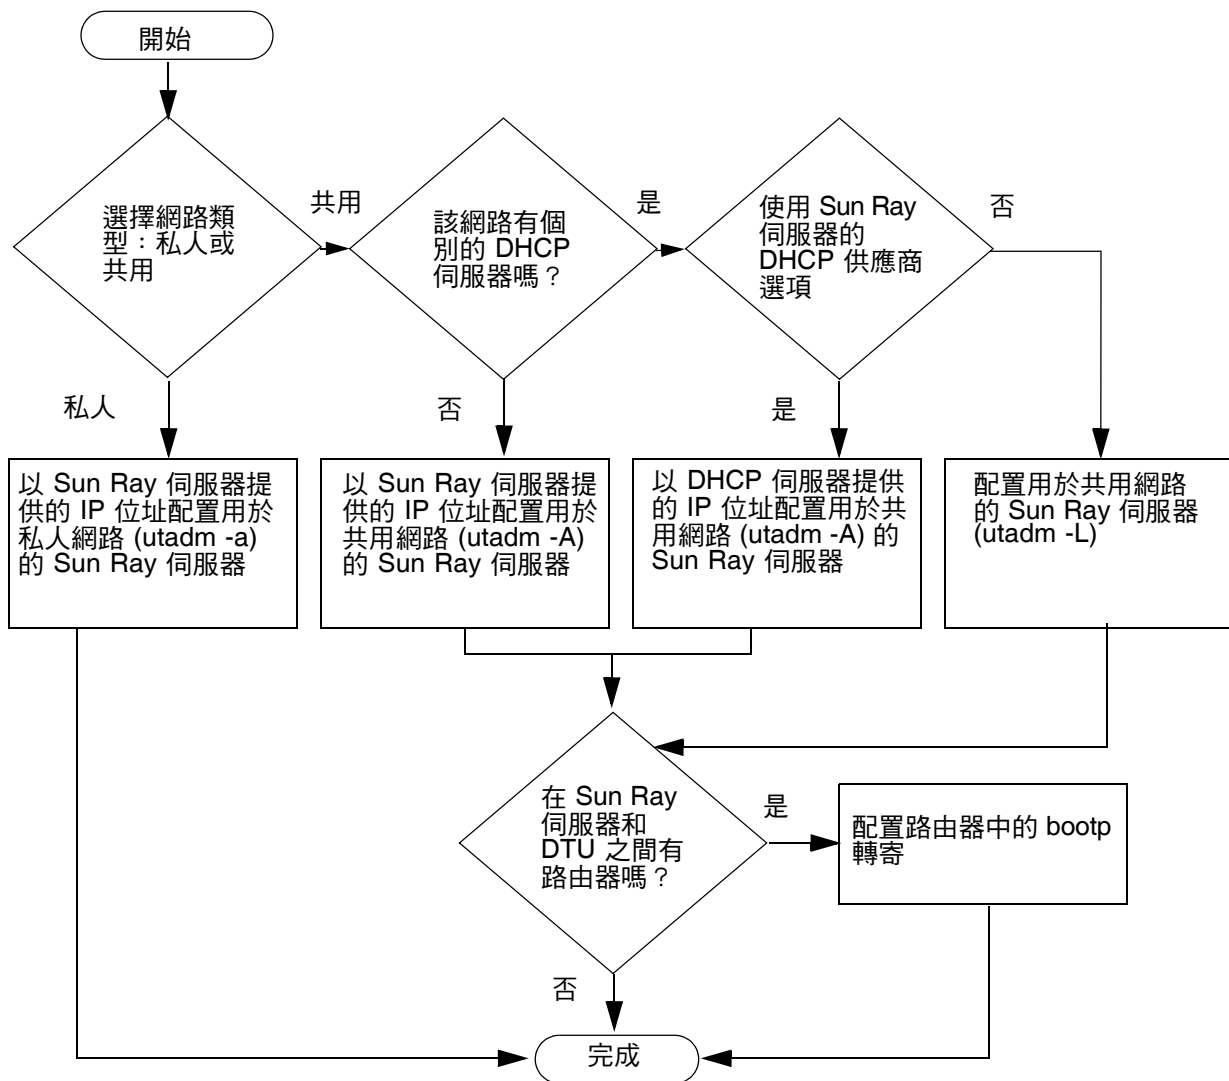 開始
選擇網路類
型：私人或
共用
共用
該網路有個
別的 DHCP
伺服器嗎？
是
使用 Sun Ray
伺服器的
DHCP 供應商
選項
否
私人
否
是
以 Sun Ray 伺服器提
供的 IP 位址配置用於
私人網路 (utadm -a)
的 Sun Ray 伺服器
以 Sun Ray 伺服器提
供的 IP 位址配置用於
共用網路 (utadm -A)
的 Sun Ray 伺服器
以 DHCP 伺服器提供
的 IP 位址配置用於共
用網路 (utadm -A) 的
Sun Ray 伺服器
配置用於共用網路
的 Sun Ray 伺服器
(utadm -L)
在 Sun Ray
伺服器和
DTU 之間有
路由器嗎？
是
配置路由器中的 bootp
轉寄
否
完成